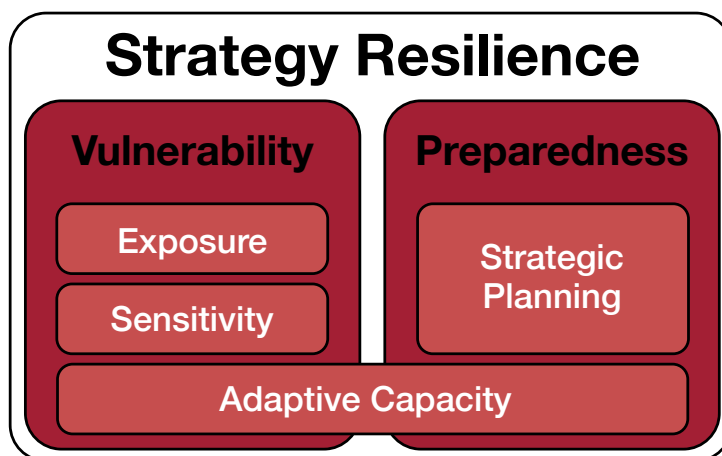 Strategy Resilience
Vulnerability
Preparedness
Exposure
Sensitivity
Strategic
Planning
Adaptive Capacity